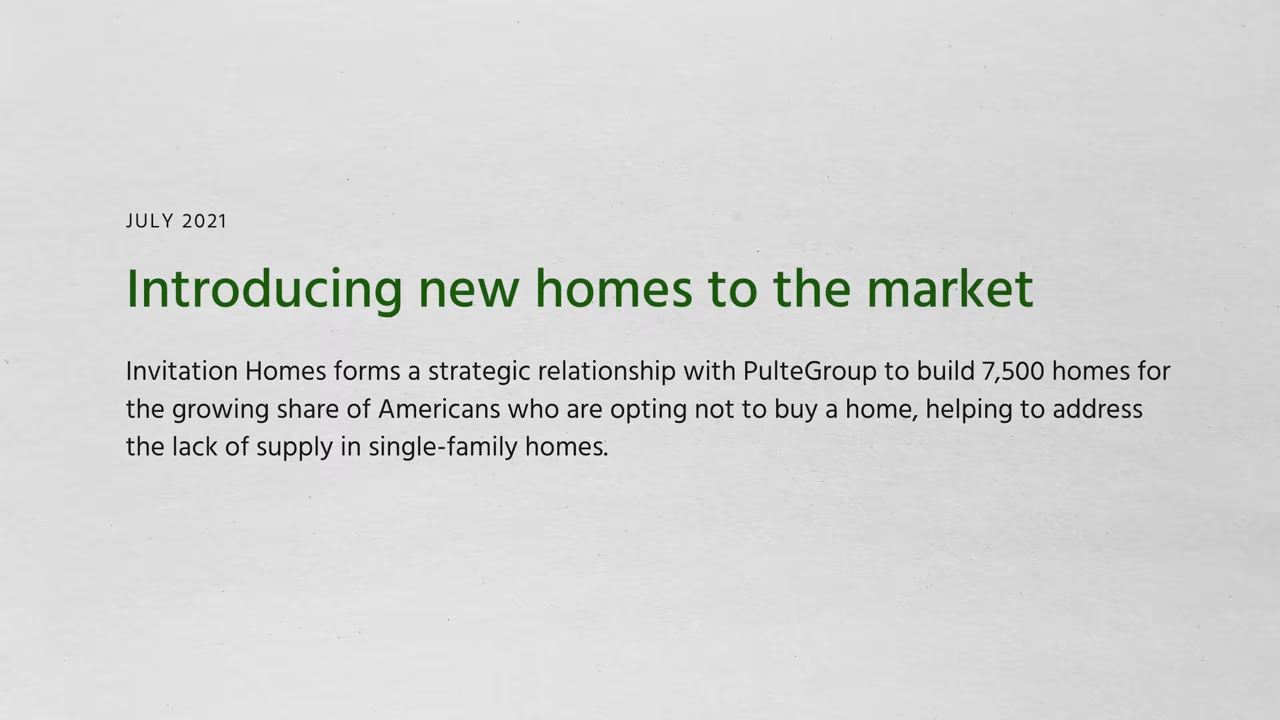 JULY 2021
Introducing new homes to the market
Invitation Homes forms a strategic relationship with PulteGroup to build 7,500 homes for
the growing share of Americans who are opting not to buy a home, helping to address
the lack of supply in single-family homes.